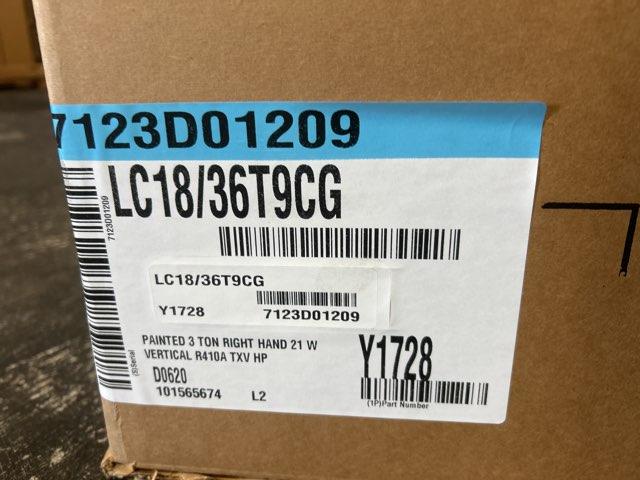 7123D01209
LC18/36T9CG
7123D01209
LC18/36T9CG
Y1728
7123D01209
PAINTED 3 TON RIGHT HAND 21 W
VERTICAL R410A TXV HP
Y1728
D0620
101565674 L2
(1P)Part Number
(S)Serial